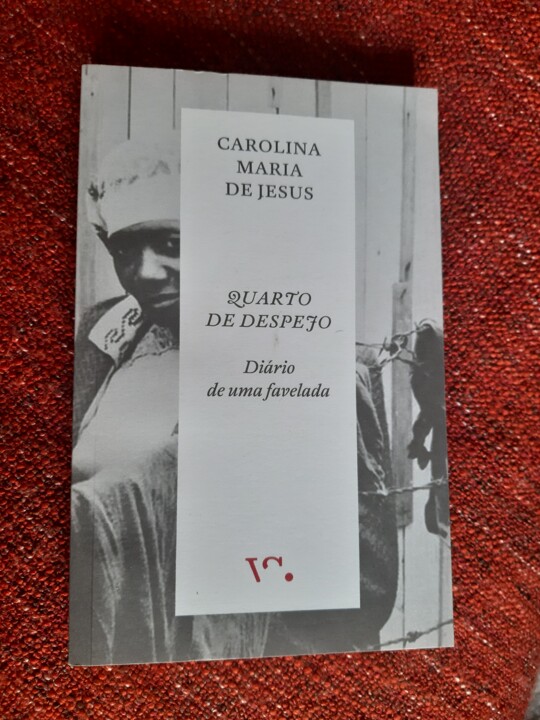 CAROLINA
MARIA
DE JESUS
QUARTO
DE DESPEJO
Diário
de uma favelada